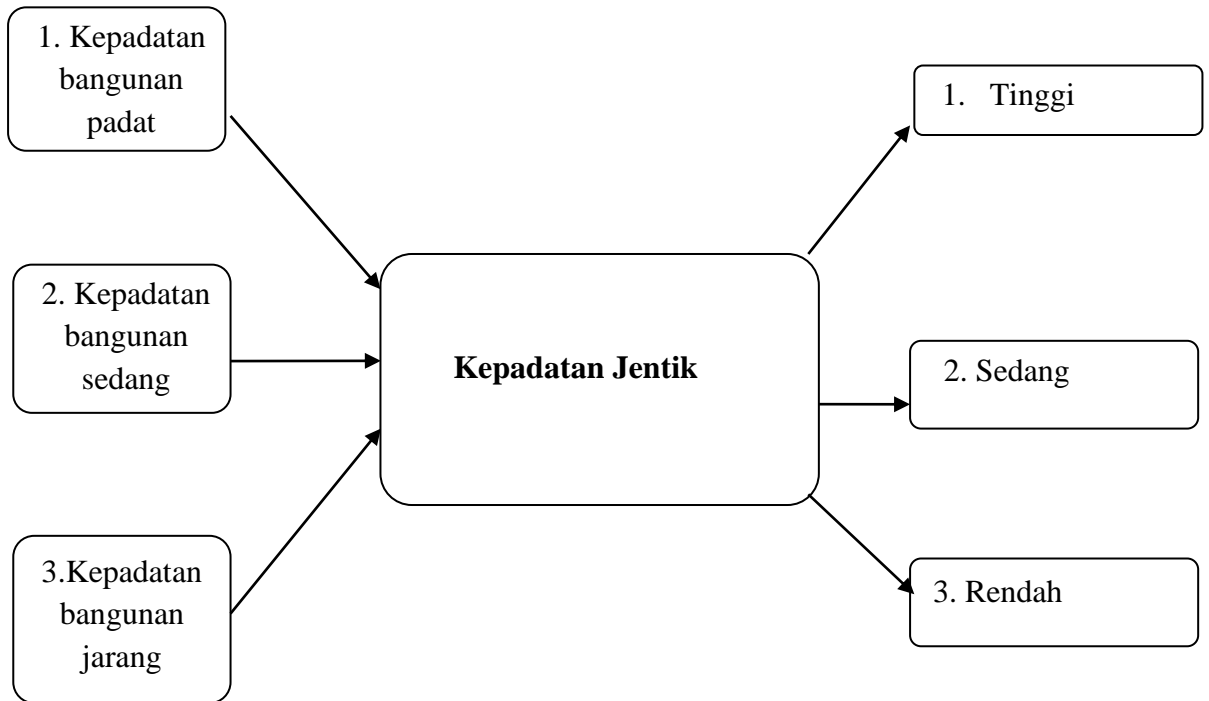 1. Kepadatan
bangunan
padat
2. Kepadatan
bangunan
sedang
3.Kepadatan
bangunan
jarang
Kepadatan Jentik
1. Tinggi
2. Sedang
3. Rendah